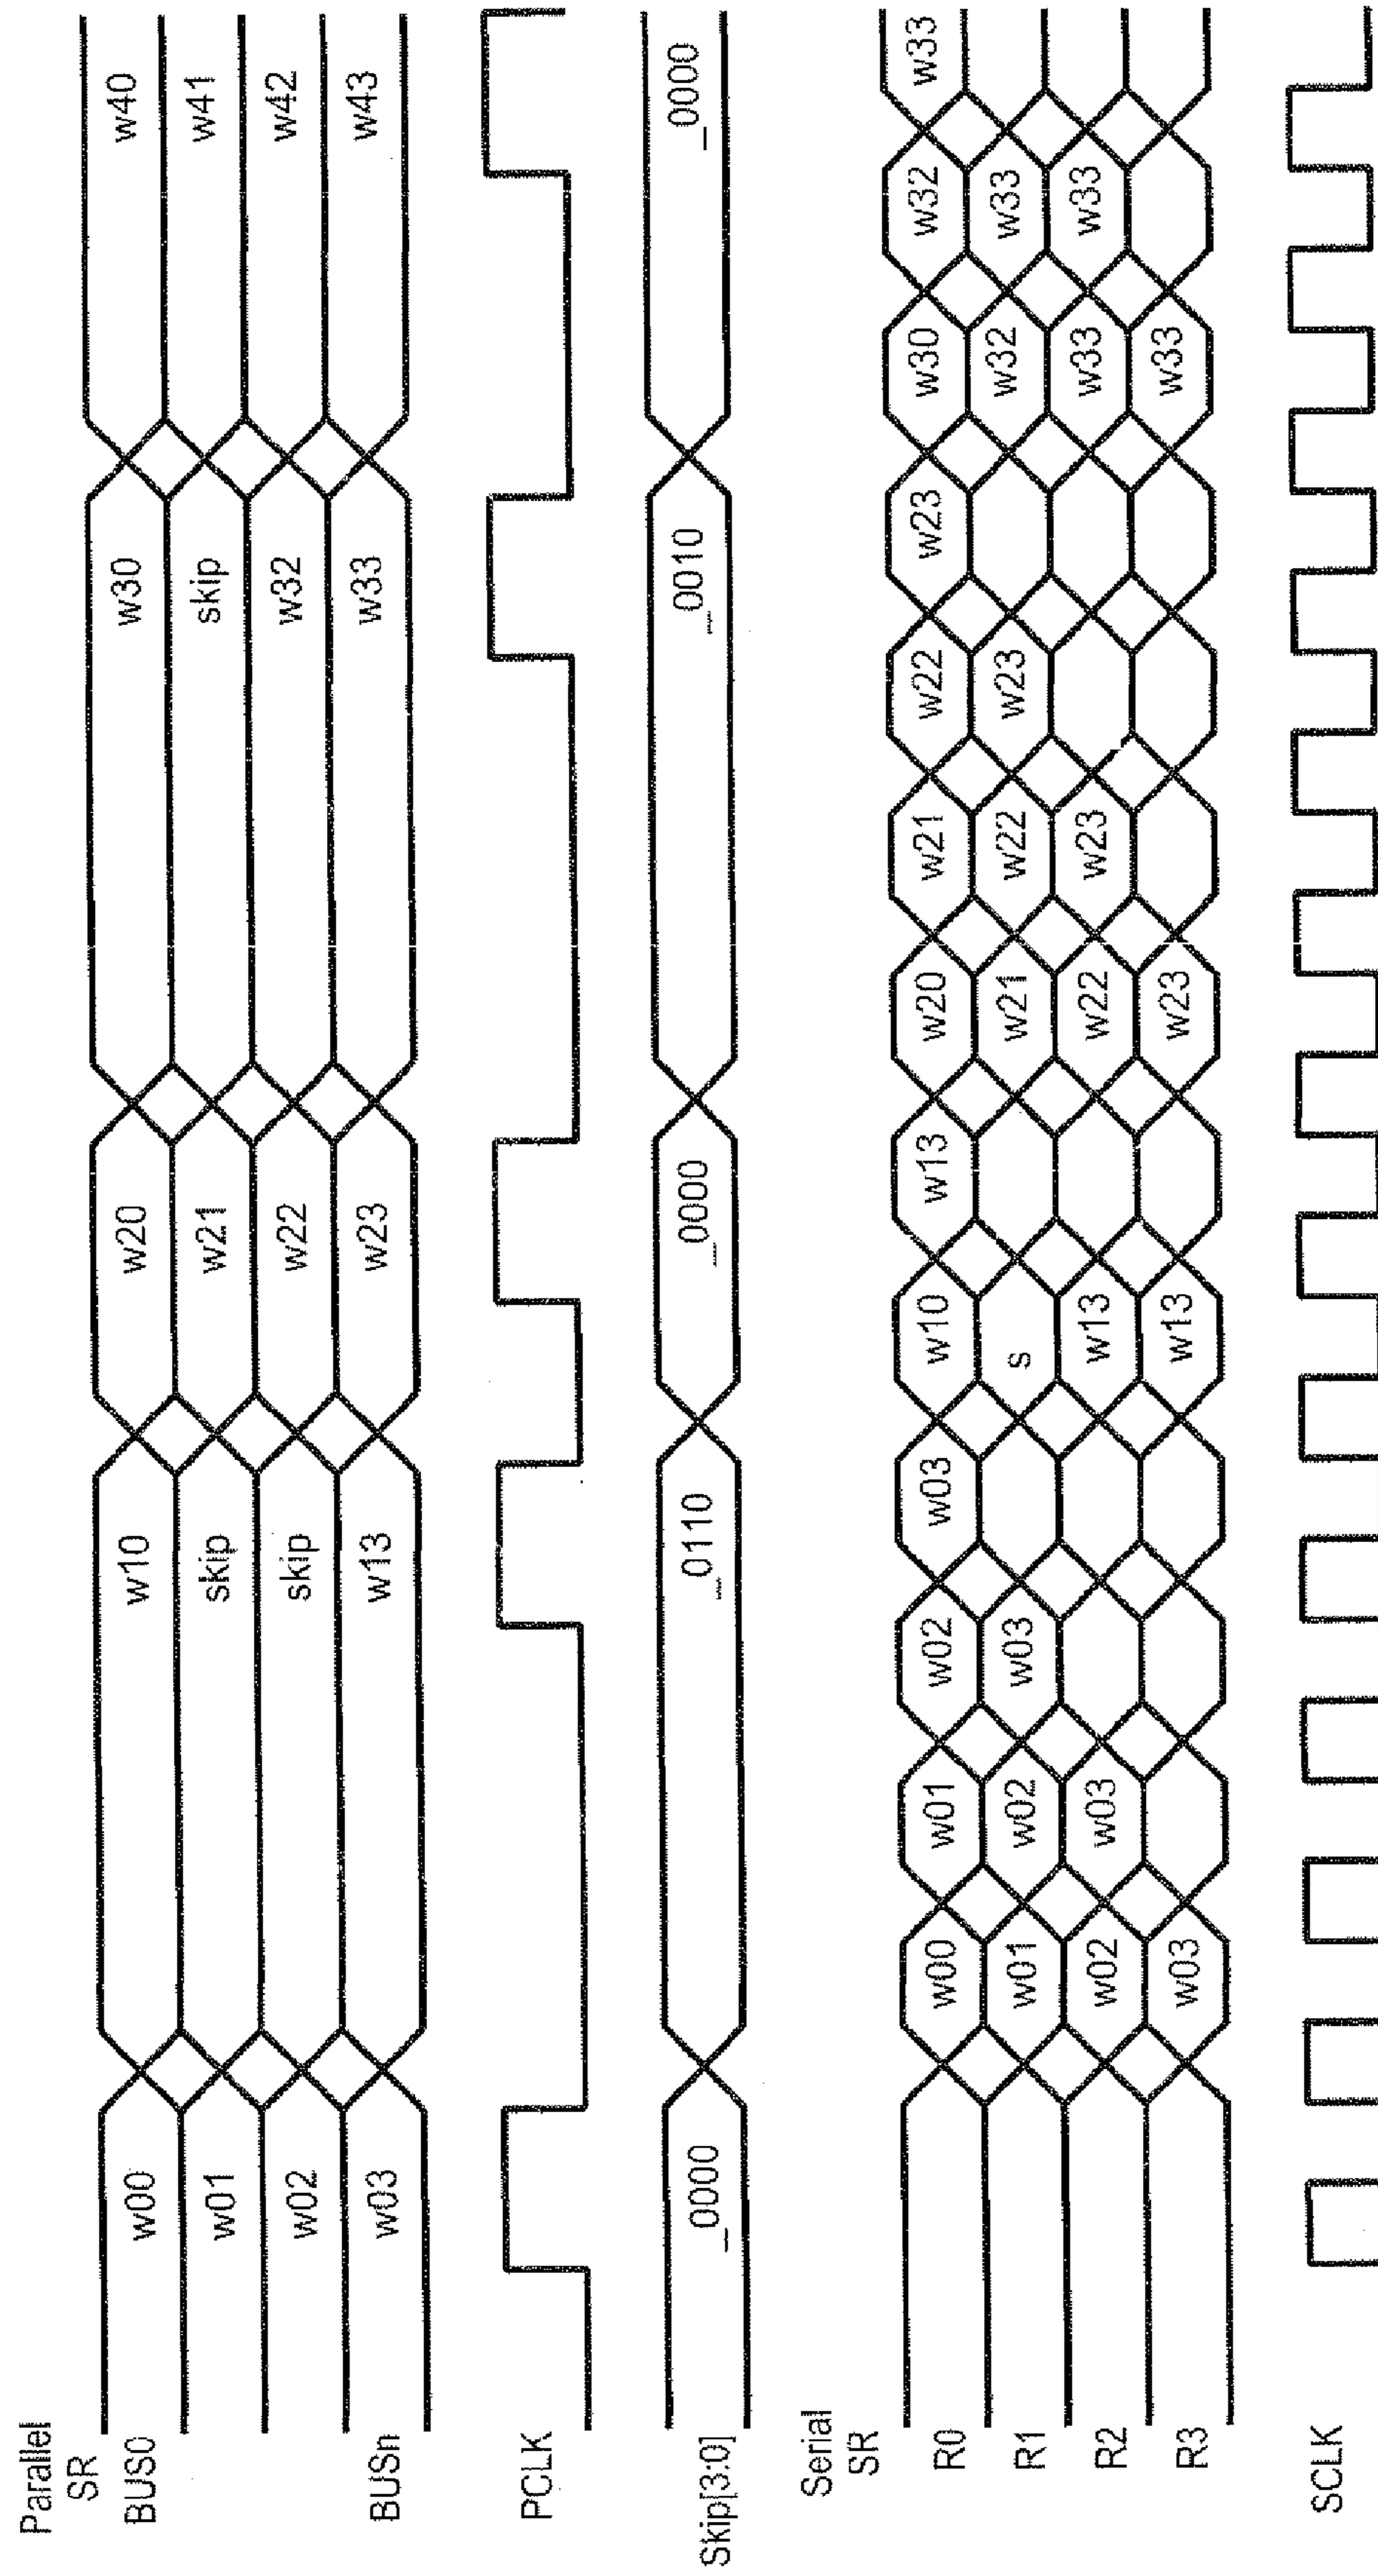 Parallel
SR
BUS0 w00 w10 w20 w30 w40
w01 skip w21 skip w41
w02 skip w22 w32 w42
BUSn w03 w13 w23 w33 w43
PCLK
Skip[3:0] _0000 _0110 _0000 _0010 _0000
Serial
SR
R0 w00 w01 w02 w03 w10 w13 w20 w21 w22 w23 w30 w32 w33
R1 w01 w02 w03 s w21 w22 w23 w32 w33
R2 w02 w03 w13 w22 w23 w33 w33
R3 w03 w13 w23 w33
SCLK